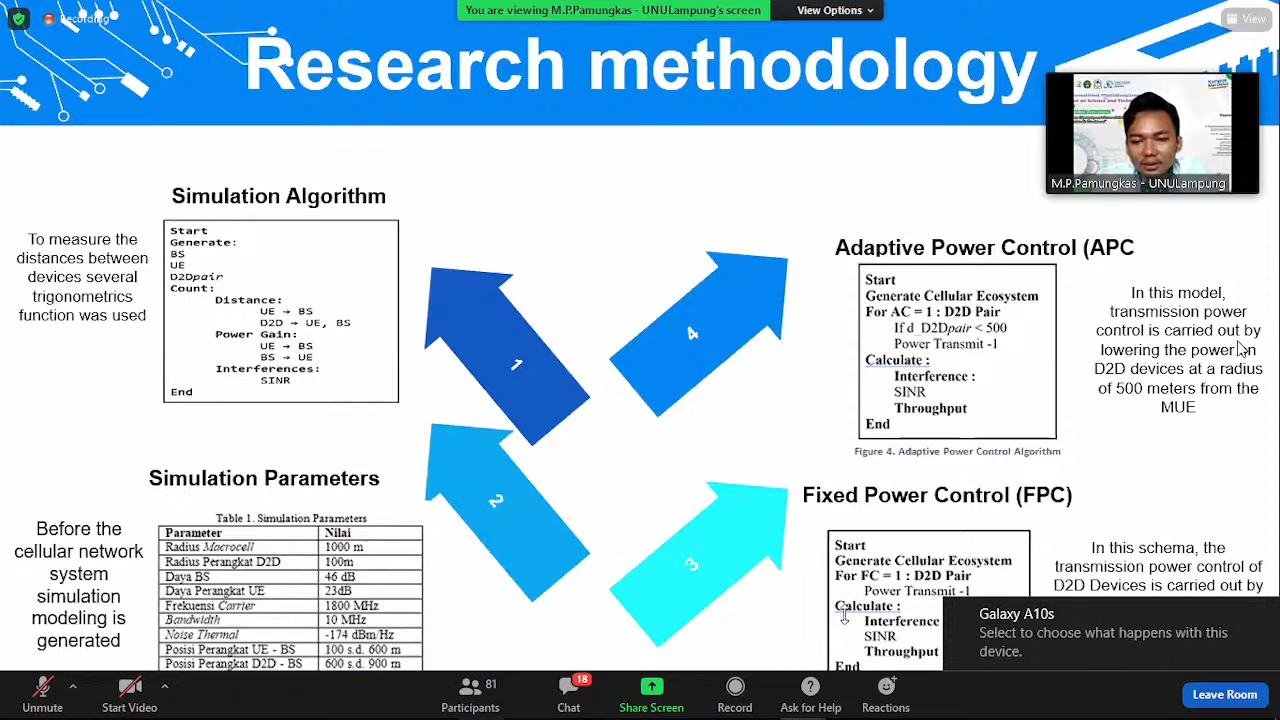 Recording
You are viewing M.P.Pamungkas - UNULampung's screen
View Options
View
Research methodology
M.P.Pamungkas - UNULampung
Simulation Algorithm
To measure the
distances between
devices several
trigonometrics
function was used
Start
Generate:
BS
UE
D2Dpair
Count:
Distance:
UE → BS
D2D → UE, BS
Power Gain:
UE → BS
BS → UE
Interferences:
SINR
End
1
4
Adaptive Power Control (APC
Start
Generate Cellular Ecosystem
For AC = 1 : D2D Pair
If d_D2Dpair < 500
Power Transmit -1
Calculate :
Interference :
SINR
Throughput
End
Figure 4. Adaptive Power Control Algorithm
In this model,
transmission power
control is carried out by
lowering the power on
D2D devices at a radius
of 500 meters from the
MUE
Simulation Parameters
Before the
cellular network
system
simulation
modeling is
generated
Table 1. Simulation Parameters
Parameter Nilai
Radius Macrocell 1000 m
Radius Perangkat D2D 100m
Daya BS 46 dB
Daya Perangkat UE 23dB
Frekuensi Carrier 1800 MHz
Bandwidth 10 MHz
Noise Thermal -174 dBm/Hz
Posisi Perangkat UE - BS 100 s.d. 600 m
Posisi Perangkat D2D - BS 600 s.d. 900 m
2
3
Fixed Power Control (FPC)
Start
Generate Cellular Ecosystem
For FC = 1 : D2D Pair
Power Transmit -1
Calculate :
Interference
SINR
Throughput
End
In this schema, the
transmission power control of
D2D Devices is carried out by
Galaxy A10s
Select to choose what happens with this
device.
Unmute
Start Video
81
Participants
18
Chat
Share Screen
Record
Ask for Help
Reactions
Leave Room